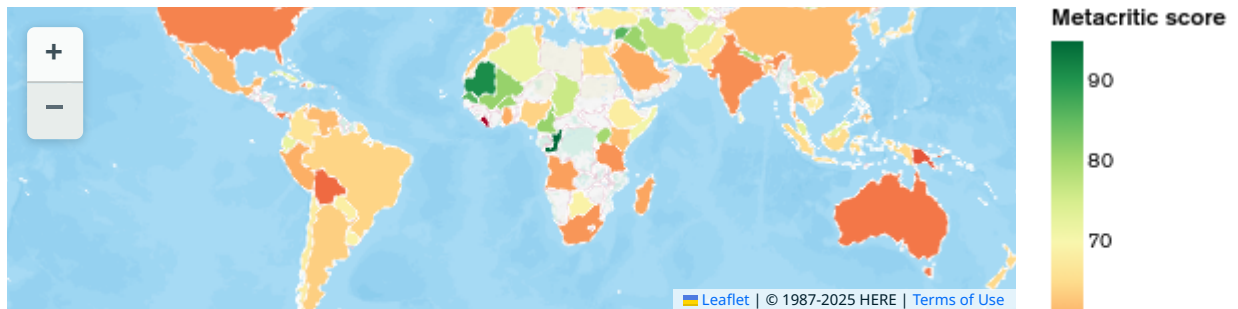 Metacritic score
+
−
90
80
70
Leaflet | © 1987-2025 HERE | Terms of Use